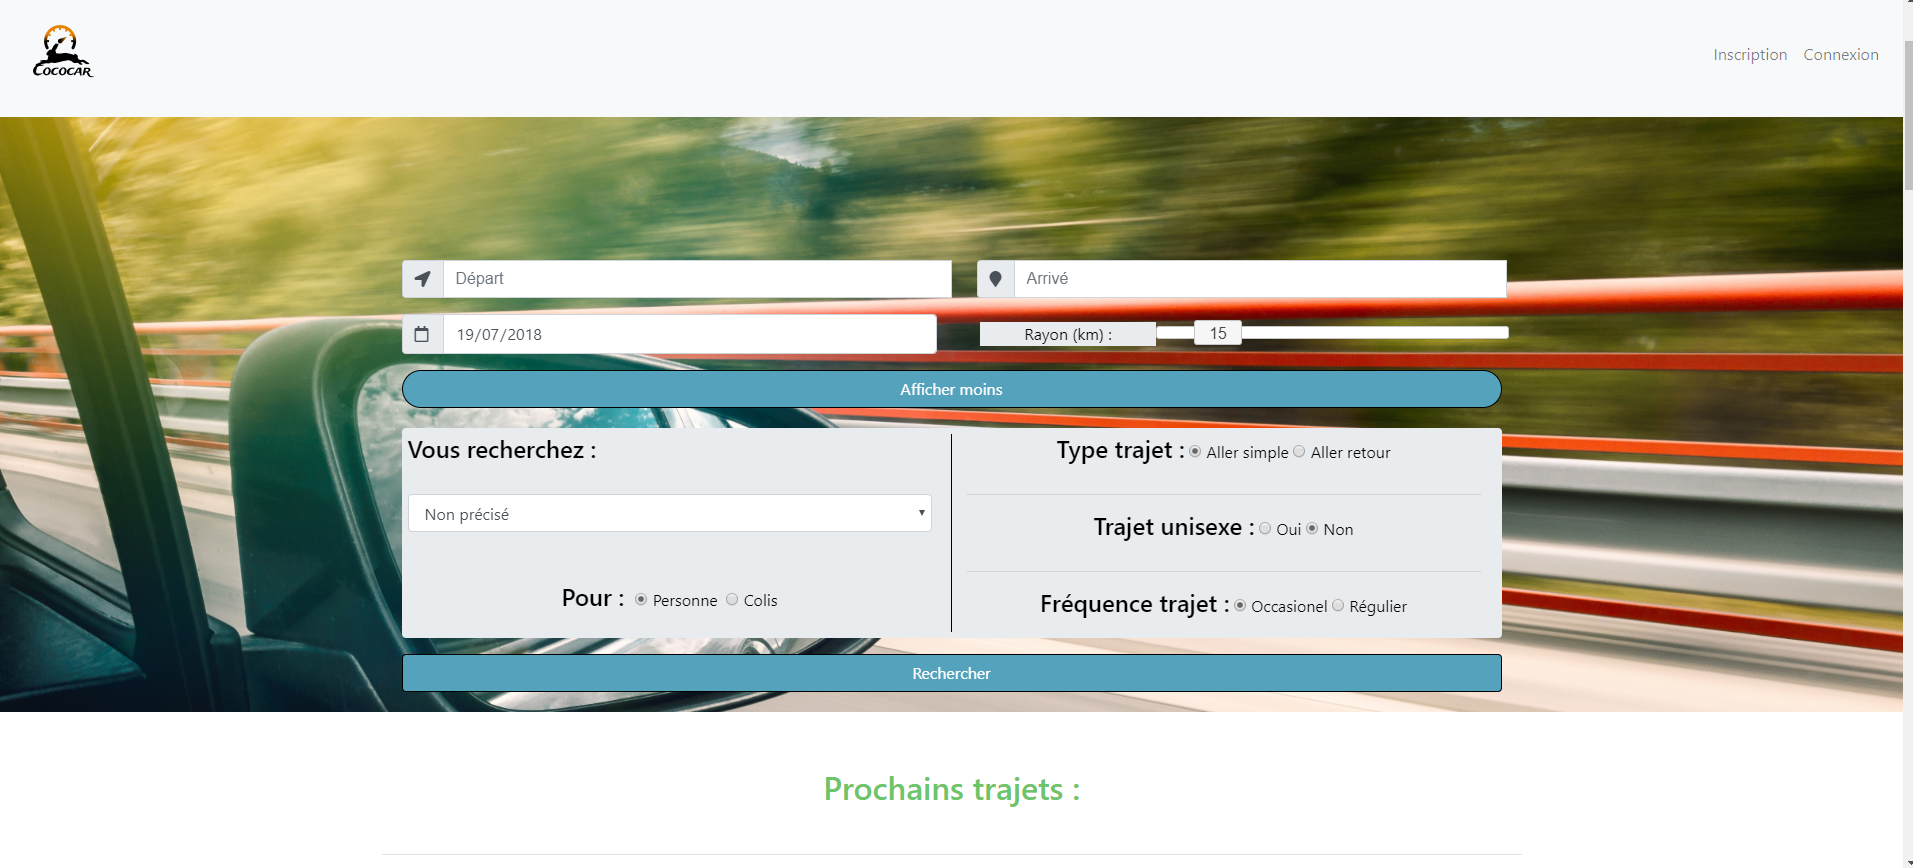 COCOCAR
Inscription Connexion
Départ
Arrivé
19/07/2018
Rayon (km) :
15
Afficher moins
Vous recherchez :
Non précisé
Pour : Personne Colis
Type trajet : Aller simple Aller retour
Trajet unisexe : Oui Non
Fréquence trajet : Occasionel Régulier
Rechercher
Prochains trajets :